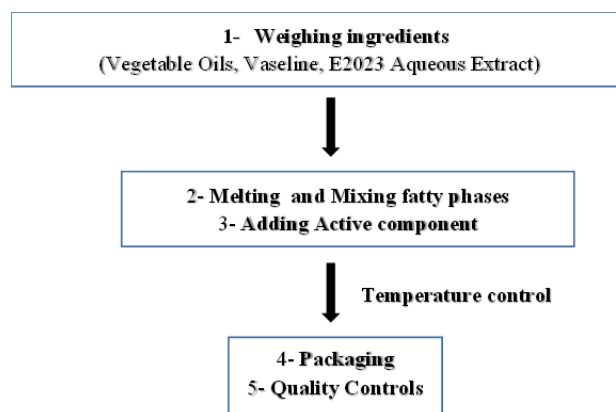 1- Weighing ingredients
(Vegetable Oils, Vaseline, E2023 Aqueous Extract)
2- Melting and Mixing fatty phases
3- Adding Active component
Temperature control
4- Packaging
5- Quality Controls